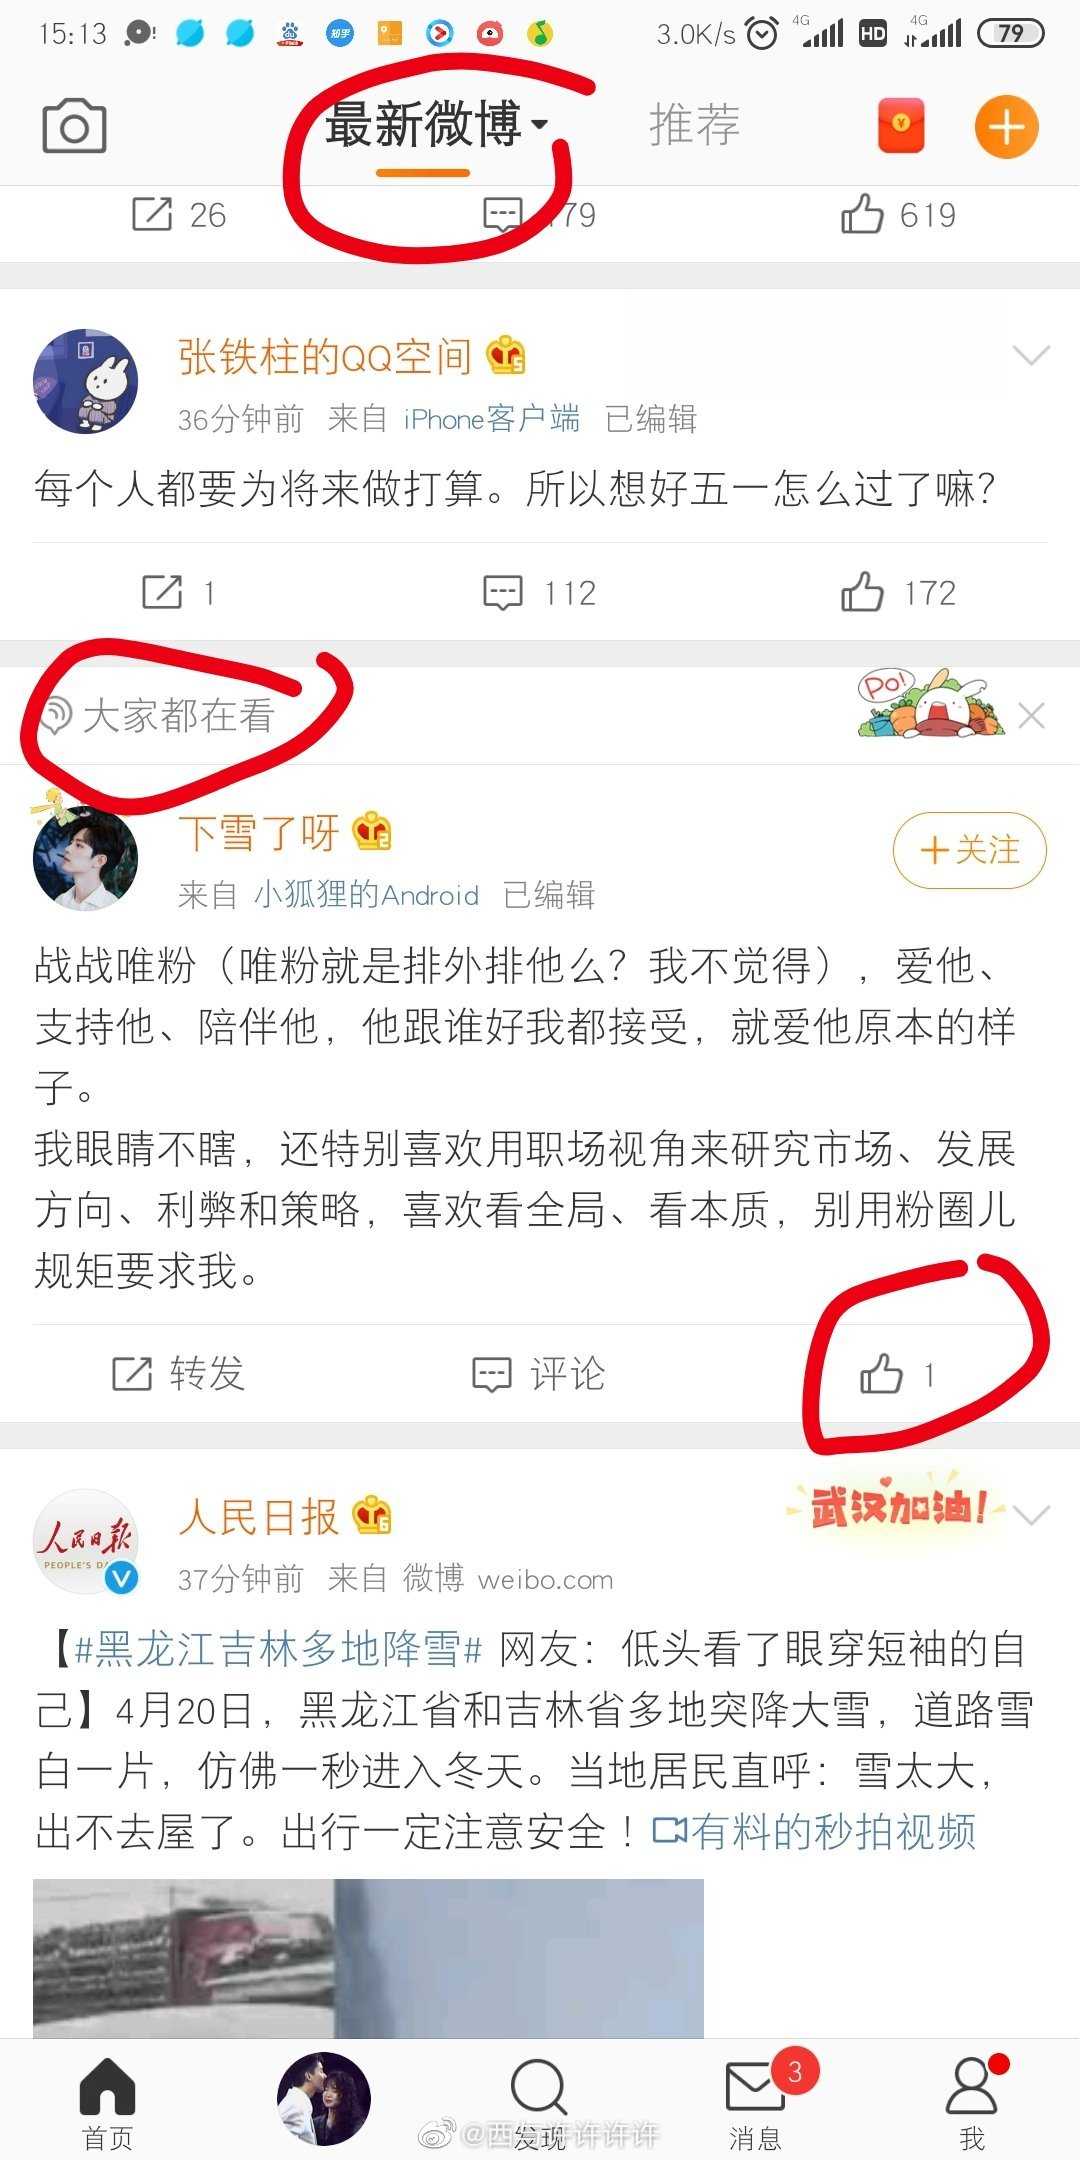 15:13
3.0K/s 4G HD 4G 79
最新微博 推荐
26 179 619
张铁柱的QQ空间 5
36分钟前 来自 iPhone客户端 已编辑
每个人都要为将来做打算。所以想好五一怎么过了嘛？
1 112 172
大家都在看 Po!
下雪了呀 2
来自 小狐狸的Android 已编辑
+关注
战战唯粉（唯粉就是排外排他么？我不觉得），爱他、
支持他、陪伴他，他跟谁好我都接受，就爱他原本的样
子。
我眼睛不瞎，还特别喜欢用职场视角来研究市场、发展
方向、利弊和策略，喜欢看全局、看本质，别用粉圈儿
规矩要求我。
转发 评论 1
人民日报 6
人民日报
PEOPLE'S DA
武汉加油！
37分钟前 来自 微博 weibo.com
【#黑龙江吉林多地降雪# 网友：低头看了眼穿短袖的自
己】4月20日，黑龙江省和吉林省多地突降大雪，道路雪
白一片，仿佛一秒进入冬天。当地居民直呼：雪太大，
出不去屋了。出行一定注意安全！有料的秒拍视频
3
首页 发现 消息 我